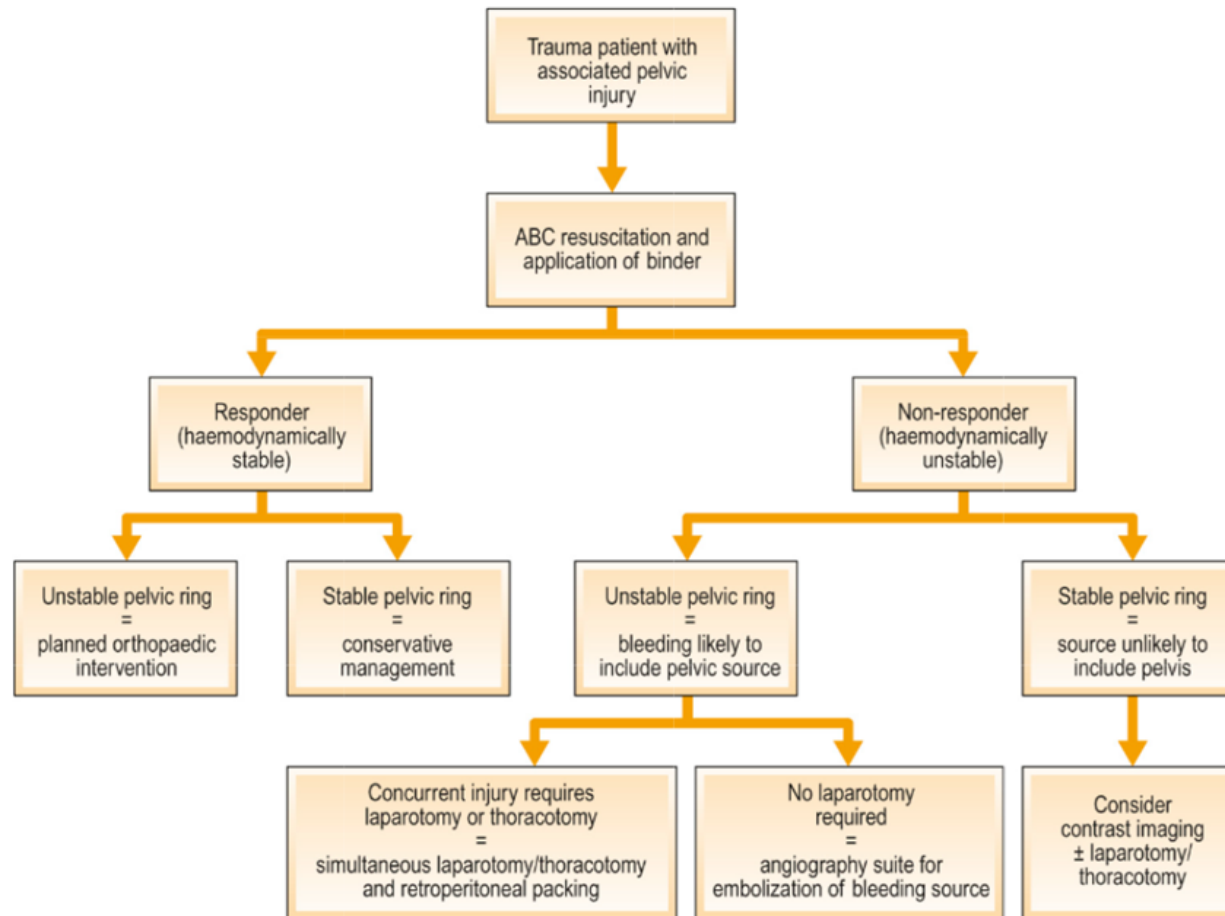 Trauma patient with
associated pelvic
injury
ABC resuscitation and
application of binder
Responder
(haemodynamically
stable)
Non-responder
(haemodynamically
unstable)
Unstable pelvic ring
=
planned orthopaedic
intervention
Stable pelvic ring
=
conservative
management
Unstable pelvic ring
=
bleeding likely to
include pelvic source
Stable pelvic ring
=
source unlikely to
include pelvis
Concurrent injury requires
laparotomy or thoracotomy
=
simultaneous laparotomy/thoracotomy
and retroperitoneal packing
No laparotomy
required
=
angiography suite for
embolization of bleeding source
Consider
contrast imaging
± laparotomy/
thoracotomy